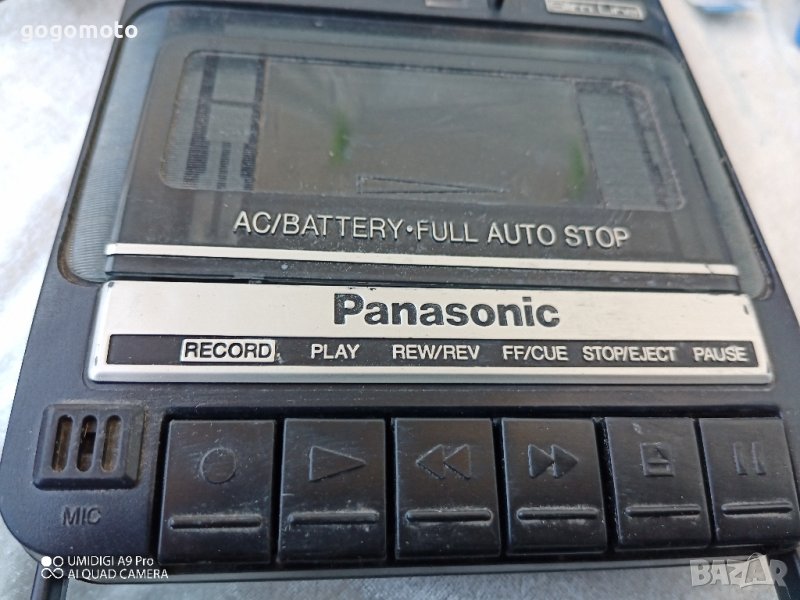 gogomoto
AC/BATTERY•FULL AUTO STOP
Panasonic
RECORD PLAY REW/REV FF/CUE STOP/EJECT PAUSE
MIC
UMIDIGI A9 Pro
AI QUAD CAMERA
BAZAR